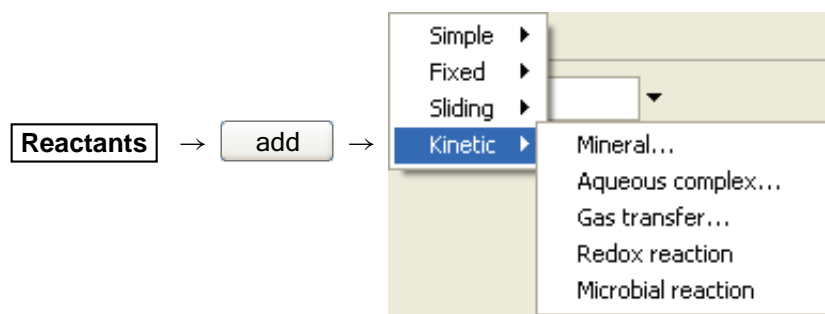 Reactants → add →
Simple
Fixed
Sliding
Kinetic
Mineral...
Aqueous complex...
Gas transfer...
Redox reaction
Microbial reaction